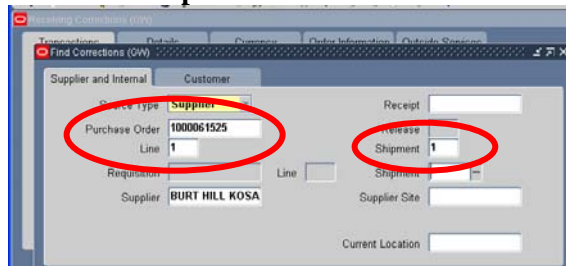 Receiving Corrections (GW)
Transactions Details Currency Order Information Outside Services
Find Corrections (GW)
Supplier and Internal Customer
Source Type Supplier Receipt
Purchase Order 1000061525 Release
Line 1 Shipment 1
Requisition Line Shipment
Supplier BURT HILL KOSA Supplier Site
Current Location